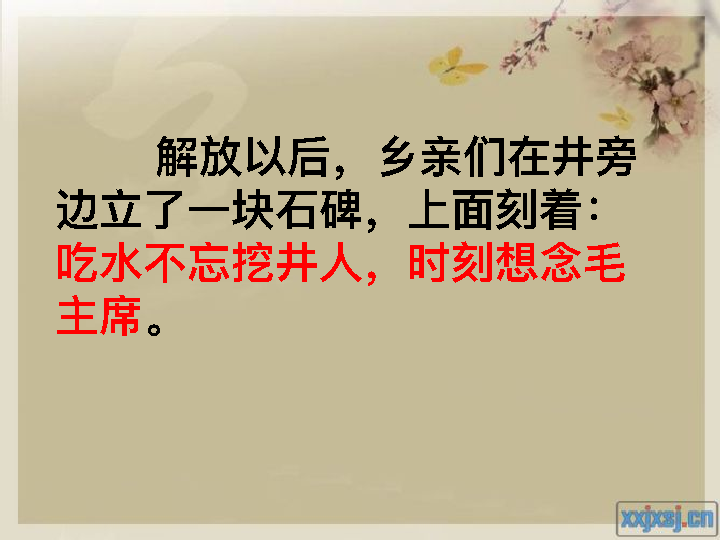 解放以后，乡亲们在井旁
边立了一块石碑，上面刻着：
吃水不忘挖井人，时刻想念毛
主席。
xxjxsj.cn